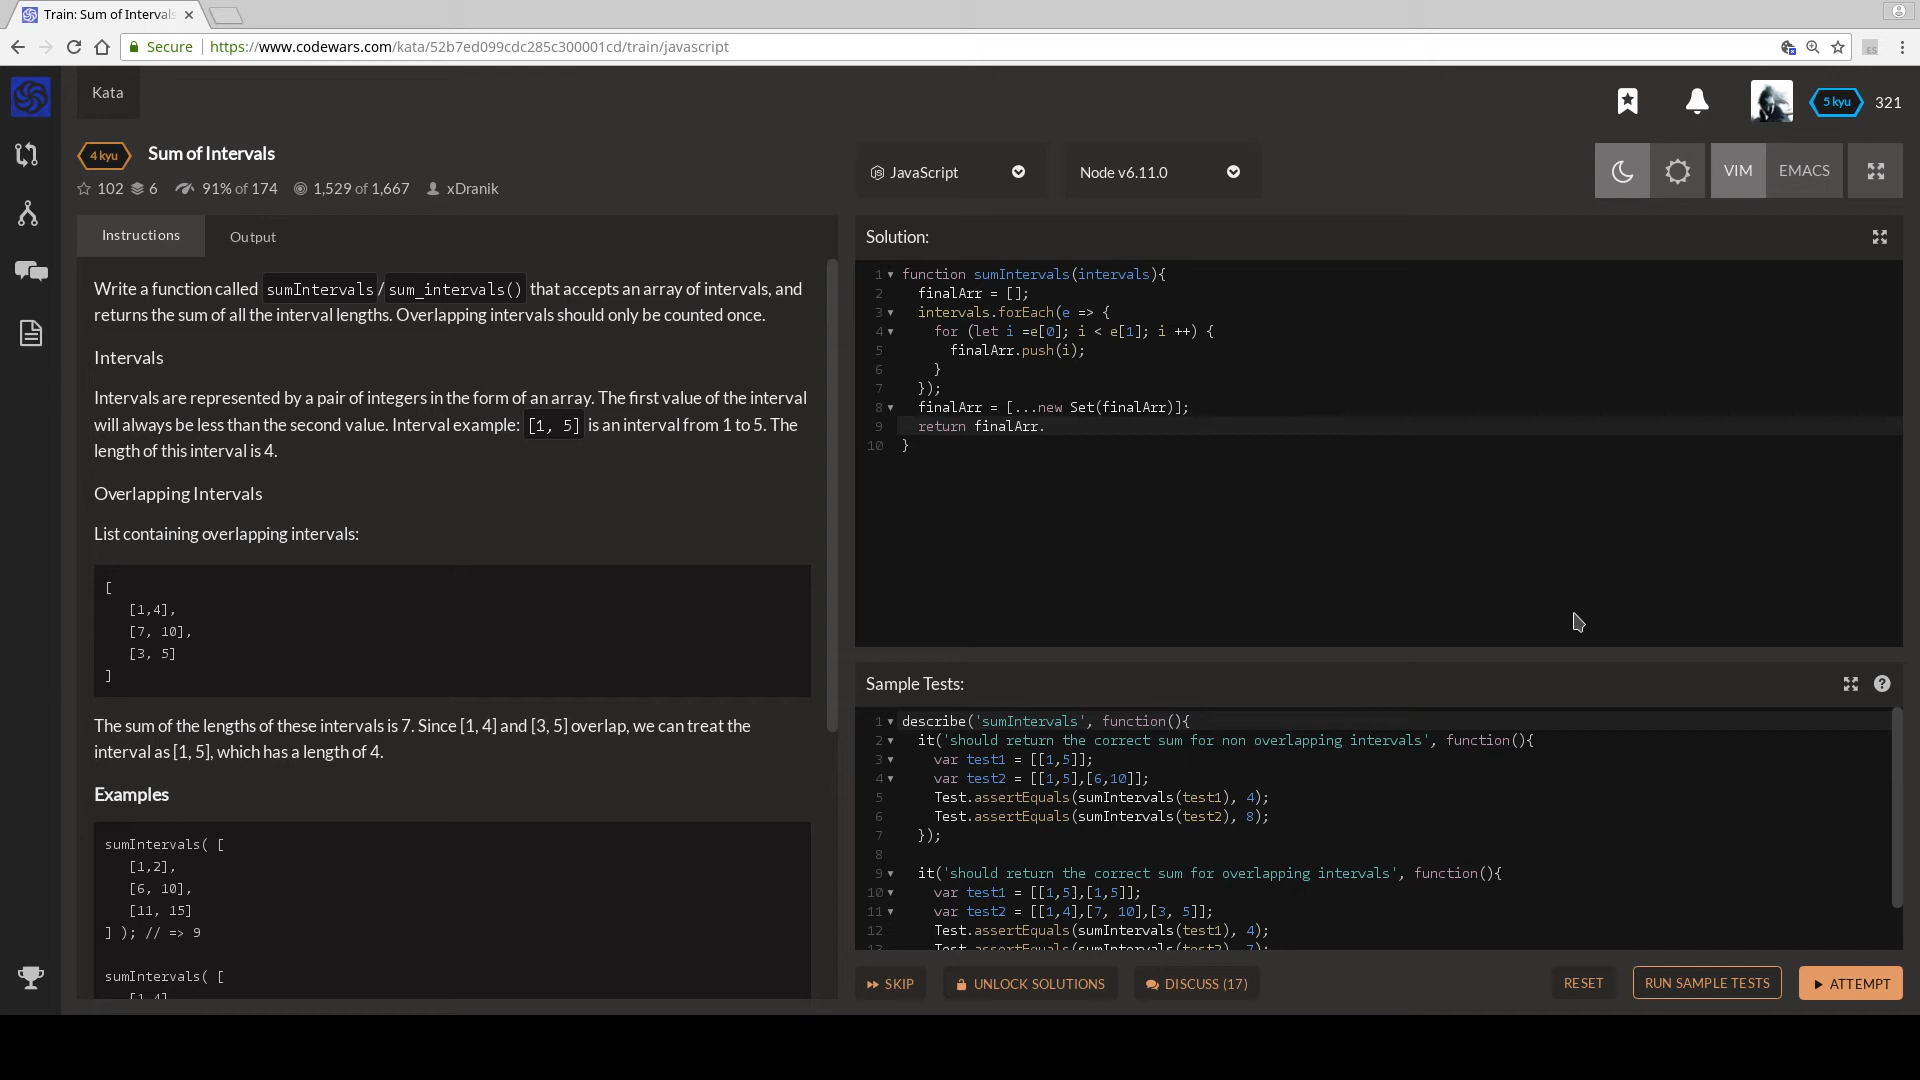 Train: Sum of Intervals
Secure https://www.codewars.com/kata/52b7ed099cdc285c300001cd/train/javascript
ES
Kata
5 kyu 321
4 kyu Sum of Intervals
102 6 91% of 174 1,529 of 1,667 xDranik
JavaScript Node v6.11.0 VIM EMACS
Instructions Output
Write a function called sumIntervals/sum_intervals() that accepts an array of intervals, and
returns the sum of all the interval lengths. Overlapping intervals should only be counted once.
Intervals
Intervals are represented by a pair of integers in the form of an array. The first value of the interval
will always be less than the second value. Interval example: [1, 5] is an interval from 1 to 5. The
length of this interval is 4.
Overlapping Intervals
List containing overlapping intervals:
[
[1,4],
[7, 10],
[3, 5]
]
The sum of the lengths of these intervals is 7. Since [1, 4] and [3, 5] overlap, we can treat the
interval as [1, 5], which has a length of 4.
Examples
sumIntervals( [
[1,2],
[6, 10],
[11, 15]
] ); // => 9
sumIntervals( [
[1,4]
Solution:
1 function sumIntervals(intervals){
2 finalArr = [];
3 intervals.forEach(e => {
4 for (let i =e[0]; i < e[1]; i ++) {
5 finalArr.push(i);
6 }
7 });
8 finalArr = [...new Set(finalArr)];
9 return finalArr.
10 }
Sample Tests:
1 describe('sumIntervals', function(){
2 it('should return the correct sum for non overlapping intervals', function(){
3 var test1 = [[1,5]];
4 var test2 = [[1,5],[6,10]];
5 Test.assertEquals(sumIntervals(test1), 4);
6 Test.assertEquals(sumIntervals(test2), 8);
7 });
8
9 it('should return the correct sum for overlapping intervals', function(){
10 var test1 = [[1,5],[1,5]];
11 var test2 = [[1,4],[7, 10],[3, 5]];
12 Test.assertEquals(sumIntervals(test1), 4);
13 Test.assertEquals(sumIntervals(test2), 7);
SKIP UNLOCK SOLUTIONS DISCUSS (17) RESET RUN SAMPLE TESTS ATTEMPT